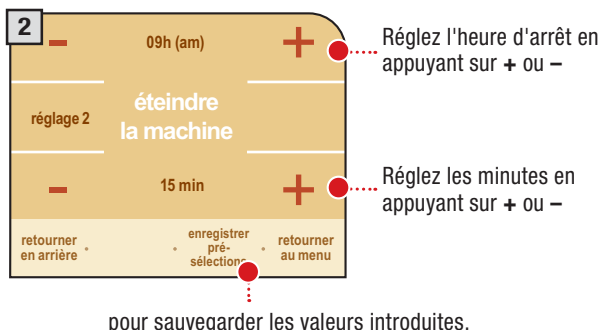 2
– 09h (am) +
Réglez l'heure d'arrêt en
appuyant sur + ou –
réglage 2
éteindre
la machine
– 15 min +
Réglez les minutes en
appuyant sur + ou –
retourner
en arrière
enregistrer
pré-
sélections
retourner
au menu
pour sauvegarder les valeurs introduites.